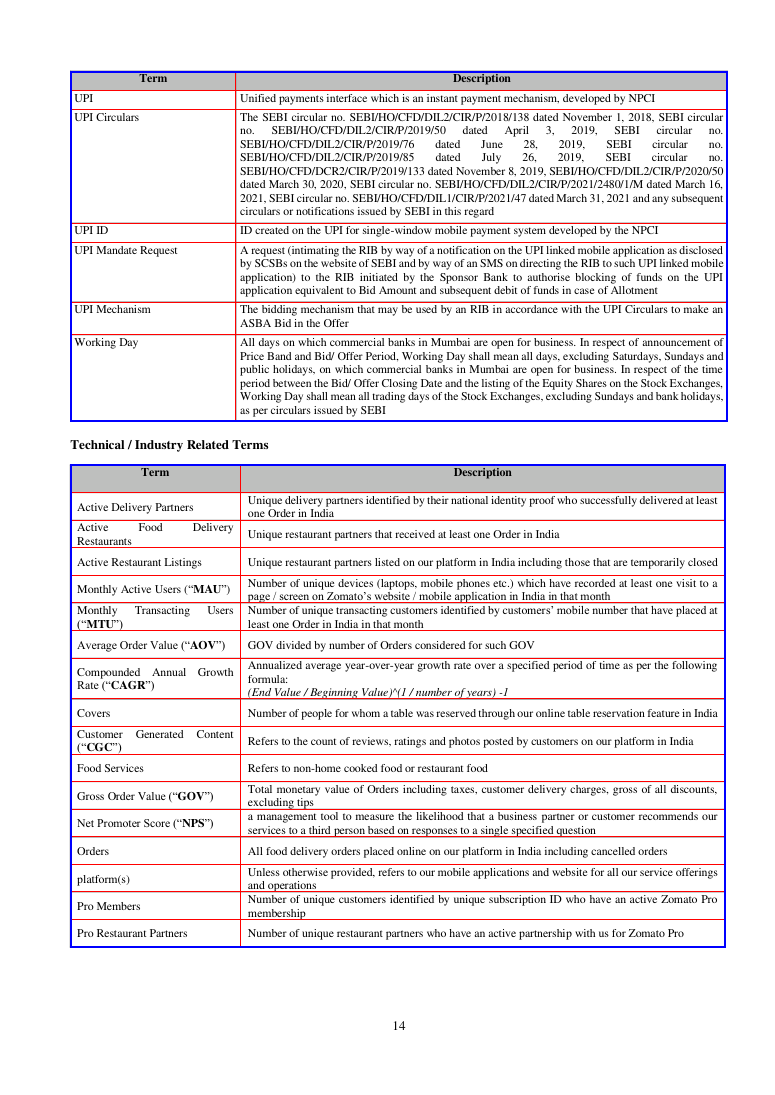 Term Description
UPI Unified payments interface which is an instant payment mechanism, developed by NPCI
UPI Circulars The SEBI circular no. SEBI/HO/CFD/DIL2/CIR/P/2018/138 dated November 1, 2018, SEBI circular
no. SEBI/HO/CFD/DIL2/CIR/P/2019/50 dated April 3, 2019, SEBI circular no.
SEBI/HO/CFD/DIL2/CIR/P/2019/76 dated June 28, 2019, SEBI circular no.
SEBI/HO/CFD/DIL2/CIR/P/2019/85 dated July 26, 2019, SEBI circular no.
SEBI/HO/CFD/DCR2/CIR/P/2019/133 dated November 8, 2019, SEBI/HO/CFD/DIL2/CIR/P/2020/50
dated March 30, 2020, SEBI circular no. SEBI/HO/CFD/DIL2/CIR/P/2021/2480/1/M dated March 16,
2021, SEBI circular no. SEBI/HO/CFD/DIL1/CIR/P/2021/47 dated March 31, 2021 and any subsequent
circulars or notifications issued by SEBI in this regard
UPI ID ID created on the UPI for single-window mobile payment system developed by the NPCI
UPI Mandate Request A request (intimating the RIB by way of a notification on the UPI linked mobile application as disclosed
by SCSBs on the website of SEBI and by way of an SMS on directing the RIB to such UPI linked mobile
application) to the RIB initiated by the Sponsor Bank to authorise blocking of funds on the UPI
application equivalent to Bid Amount and subsequent debit of funds in case of Allotment
UPI Mechanism The bidding mechanism that may be used by an RIB in accordance with the UPI Circulars to make an
ASBA Bid in the Offer
Working Day All days on which commercial banks in Mumbai are open for business. In respect of announcement of
Price Band and Bid/ Offer Period, Working Day shall mean all days, excluding Saturdays, Sundays and
public holidays, on which commercial banks in Mumbai are open for business. In respect of the time
period between the Bid/ Offer Closing Date and the listing of the Equity Shares on the Stock Exchanges,
Working Day shall mean all trading days of the Stock Exchanges, excluding Sundays and bank holidays,
as per circulars issued by SEBI
Technical / Industry Related Terms
Term Description
Active Delivery Partners Unique delivery partners identified by their national identity proof who successfully delivered at least
one Order in India
Active Food Delivery
Restaurants Unique restaurant partners that received at least one Order in India
Active Restaurant Listings Unique restaurant partners listed on our platform in India including those that are temporarily closed
Monthly Active Users (“MAU”) Number of unique devices (laptops, mobile phones etc.) which have recorded at least one visit to a
page / screen on Zomato’s website / mobile application in India in that month
Monthly Transacting Users Number of unique transacting customers identified by customers’ mobile number that have placed at
(“MTU”) least one Order in India in that month
Average Order Value (“AOV”) GOV divided by number of Orders considered for such GOV
Compounded Annual Growth Annualized average year-over-year growth rate over a specified period of time as per the following
Rate (“CAGR”) formula:
(End Value / Beginning Value)^(1 / number of years) -1
Covers Number of people for whom a table was reserved through our online table reservation feature in India
Customer Generated Content
(“CGC”) Refers to the count of reviews, ratings and photos posted by customers on our platform in India
Food Services Refers to non-home cooked food or restaurant food
Gross Order Value (“GOV”) Total monetary value of Orders including taxes, customer delivery charges, gross of all discounts,
excluding tips
Net Promoter Score (“NPS”) a management tool to measure the likelihood that a business partner or customer recommends our
services to a third person based on responses to a single specified question
Orders All food delivery orders placed online on our platform in India including cancelled orders
platform(s) Unless otherwise provided, refers to our mobile applications and website for all our service offerings
and operations
Pro Members Number of unique customers identified by unique subscription ID who have an active Zomato Pro
membership
Pro Restaurant Partners Number of unique restaurant partners who have an active partnership with us for Zomato Pro
14